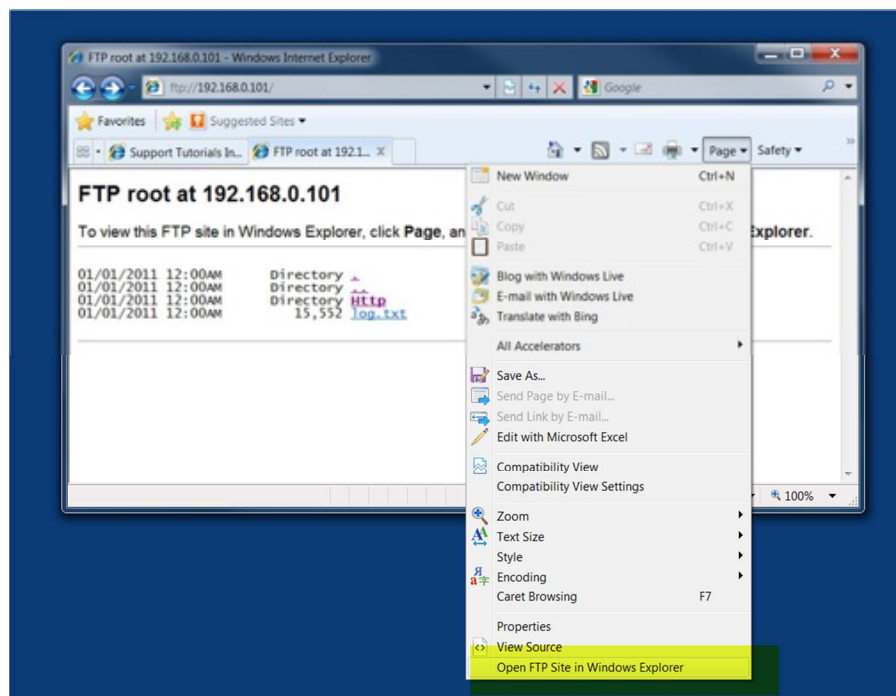 FTP root at 192.168.0.101 - Windows Internet Explorer
ftp://192.168.0.101/
Google
Favorites
Suggested Sites
Support Tutorials In...
FTP root at 192.1...
Page
Safety
FTP root at 192.168.0.101
To view this FTP site in Windows Explorer, click Page, an
Explorer.
01/01/2011 12:00AM Directory .
01/01/2011 12:00AM Directory ..
01/01/2011 12:00AM Directory Http
01/01/2011 12:00AM 15,552 log.txt
New Window Ctrl+N
Cut Ctrl+X
Copy Ctrl+C
Paste Ctrl+V
Blog with Windows Live
E-mail with Windows Live
Translate with Bing
All Accelerators
Save As...
Send Page by E-mail...
Send Link by E-mail...
Edit with Microsoft Excel
Compatibility View
Compatibility View Settings
Zoom
Text Size
Style
Encoding
Caret Browsing F7
Properties
View Source
Open FTP Site in Windows Explorer
100%